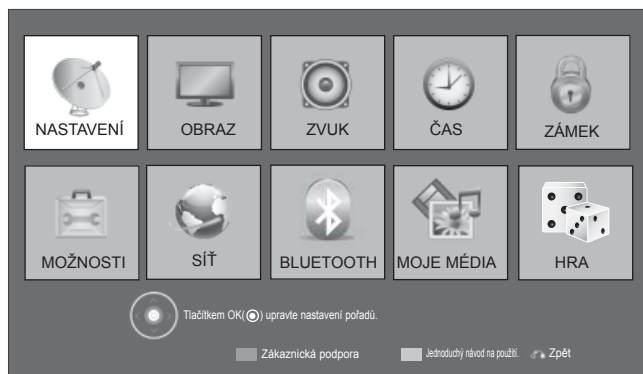 NASTAVENÍ
OBRAZ
ZVUK
ČAS
ZÁMEK
MOŽNOSTI
SÍŤ
BLUETOOTH
MOJE MÉDIA
HRA
Tlačítkem OK(◉) upravte nastavení pořadů.
Zákaznická podpora
Jednoduchý návod na použití.
Zpět